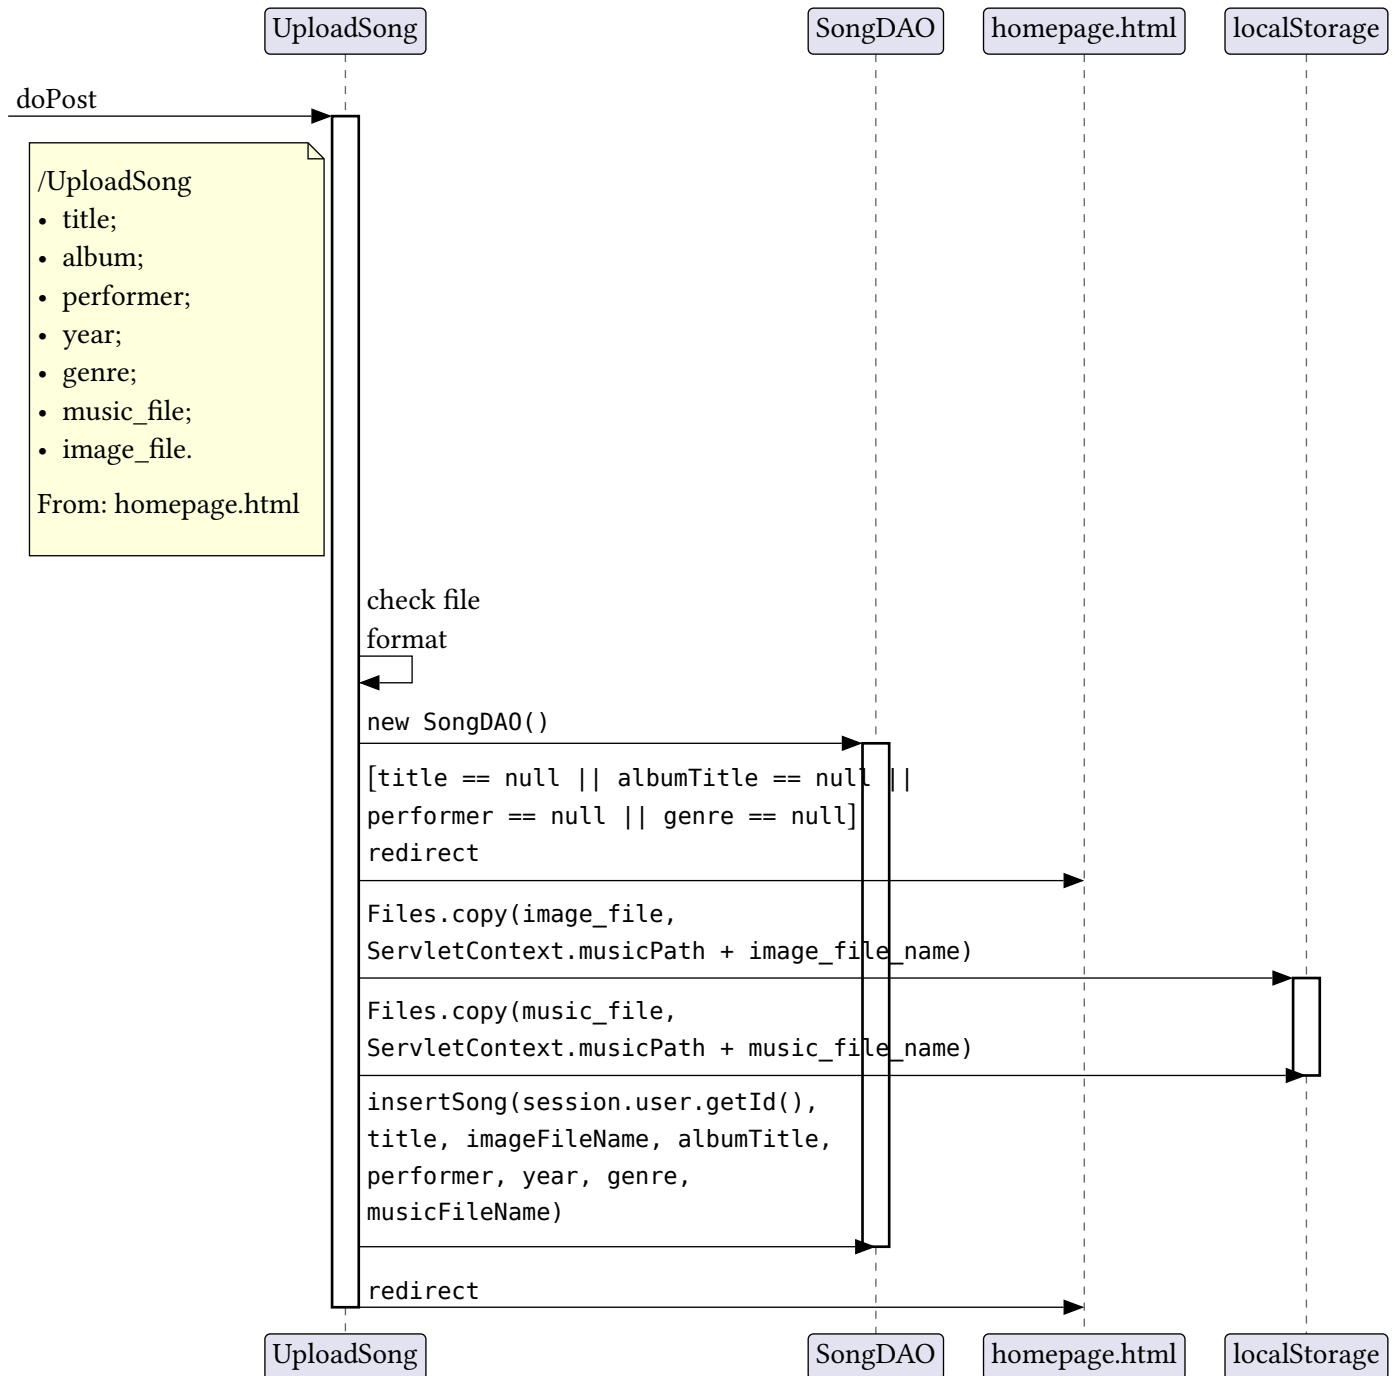 UploadSong
SongDAO
homepage.html
localStorage
doPost
/UploadSong
• title;
• album;
• performer;
• year;
• genre;
• music_file;
• image_file.
From: homepage.html
check file
format
new SongDAO()
[title == null || albumTitle == null ||
performer == null || genre == null]
redirect
Files.copy(image_file,
ServletContext.musicPath + image_file_name)
Files.copy(music_file,
ServletContext.musicPath + music_file_name)
insertSong(session.user.getId(),
title, imageFileName, albumTitle,
performer, year, genre,
musicFileName)
redirect
UploadSong
SongDAO
homepage.html
localStorage